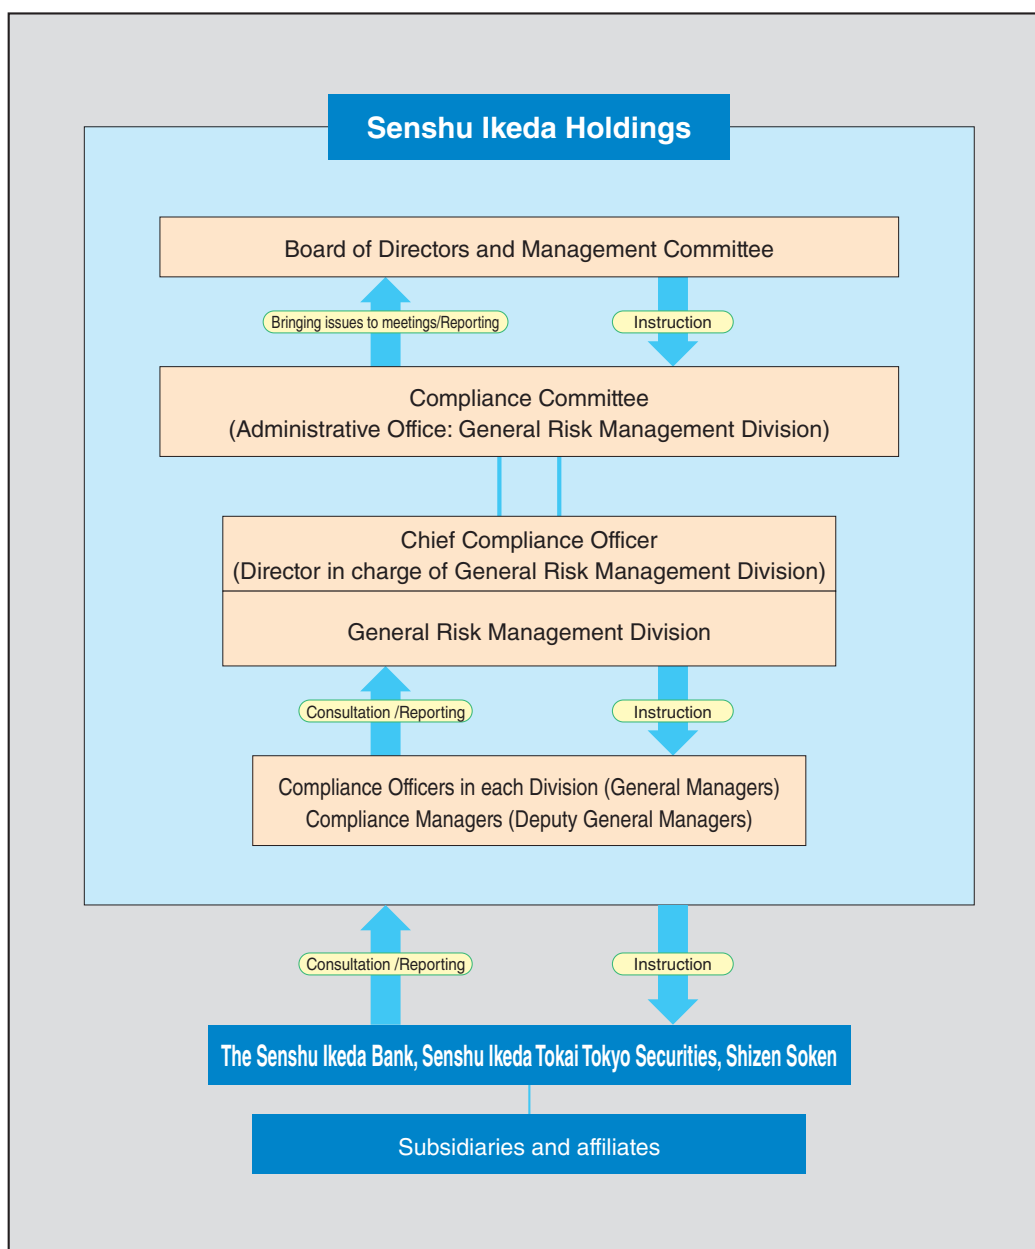 Senshu Ikeda Holdings
Board of Directors and Management Committee
Bringing issues to meetings/Reporting
Instruction
Compliance Committee
(Administrative Office: General Risk Management Division)
Chief Compliance Officer
(Director in charge of General Risk Management Division)
General Risk Management Division
Consultation /Reporting
Instruction
Compliance Officers in each Division (General Managers)
Compliance Managers (Deputy General Managers)
Consultation /Reporting
Instruction
The Senshu Ikeda Bank, Senshu Ikeda Tokai Tokyo Securities, Shizen Soken
Subsidiaries and affiliates